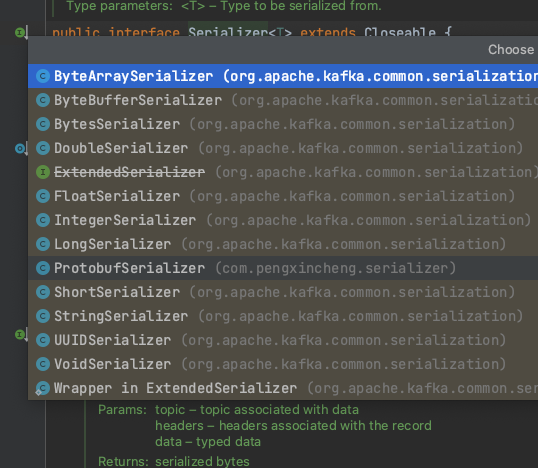 Type parameters: <T> – Type to be serialized from.
public interface Serializer<T> extends Closeable {
Choose
ByteArraySerializer (org.apache.kafka.common.serialization
ByteBufferSerializer (org.apache.kafka.common.serializatio
BytesSerializer (org.apache.kafka.common.serialization)
DoubleSerializer (org.apache.kafka.common.serialization)
ExtendedSerializer (org.apache.kafka.common.serialization)
FloatSerializer (org.apache.kafka.common.serialization)
IntegerSerializer (org.apache.kafka.common.serialization)
LongSerializer (org.apache.kafka.common.serialization)
ProtobufSerializer (com.pengxincheng.serializer)
ShortSerializer (org.apache.kafka.common.serialization)
StringSerializer (org.apache.kafka.common.serialization)
UUIDSerializer (org.apache.kafka.common.serialization)
VoidSerializer (org.apache.kafka.common.serialization)
Wrapper in ExtendedSerializer (org.apache.kafka.common.ser
Params: topic – topic associated with data
headers – headers associated with the record
data – typed data
Returns: serialized bytes